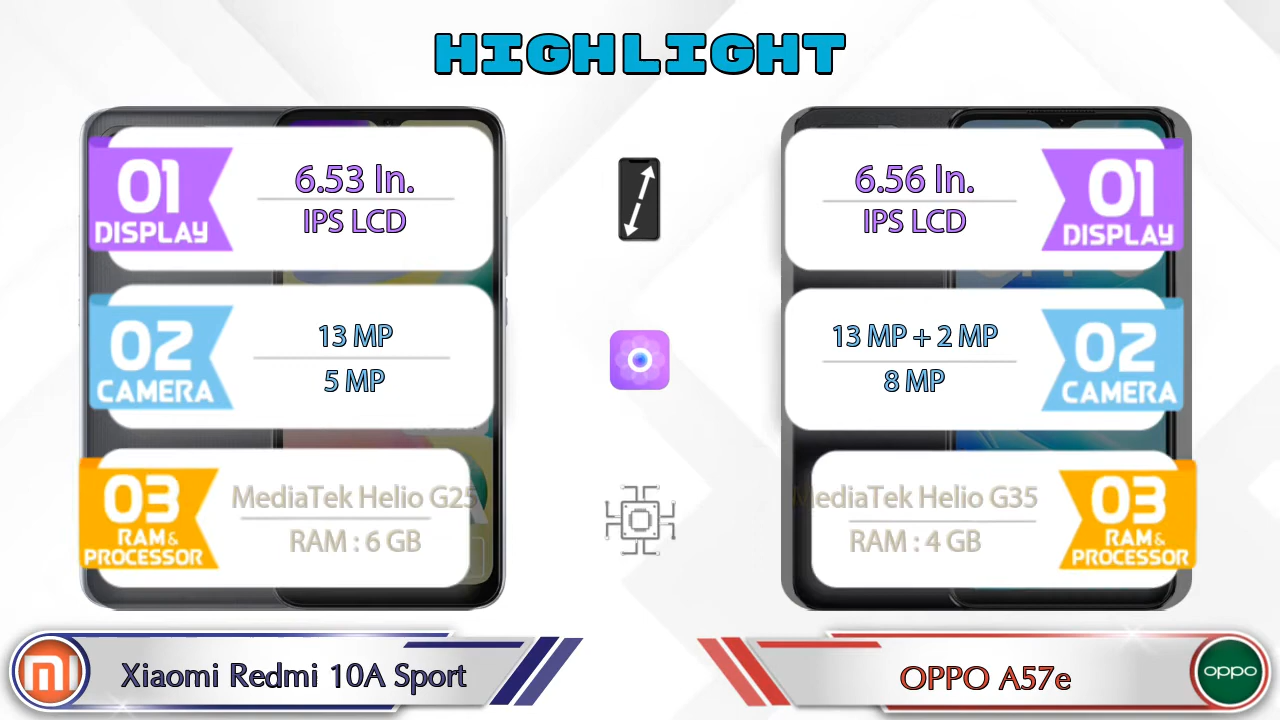 HIGHLIGHT
01
DISPLAY
6.53 In.
IPS LCD
02
CAMERA
13 MP
5 MP
03
RAM&
PROCESSOR
MediaTek Helio G25
RAM : 6 GB
6.56 In.
IPS LCD
01
DISPLAY
13 MP + 2 MP
8 MP
02
CAMERA
MediaTek Helio G35
RAM : 4 GB
03
RAM&
PROCESSOR
Xiaomi Redmi 10A Sport
OPPO A57e
oppo